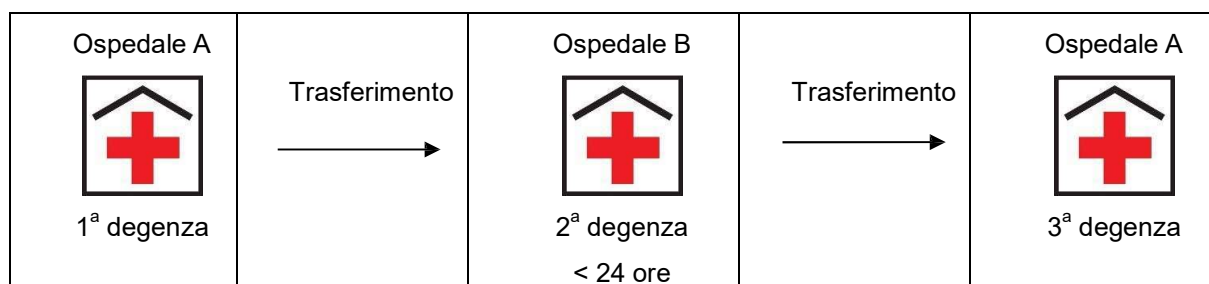 Ospedale A
1ª degenza
Trasferimento
Ospedale B
2ª degenza
< 24 ore
Trasferimento
Ospedale A
3ª degenza